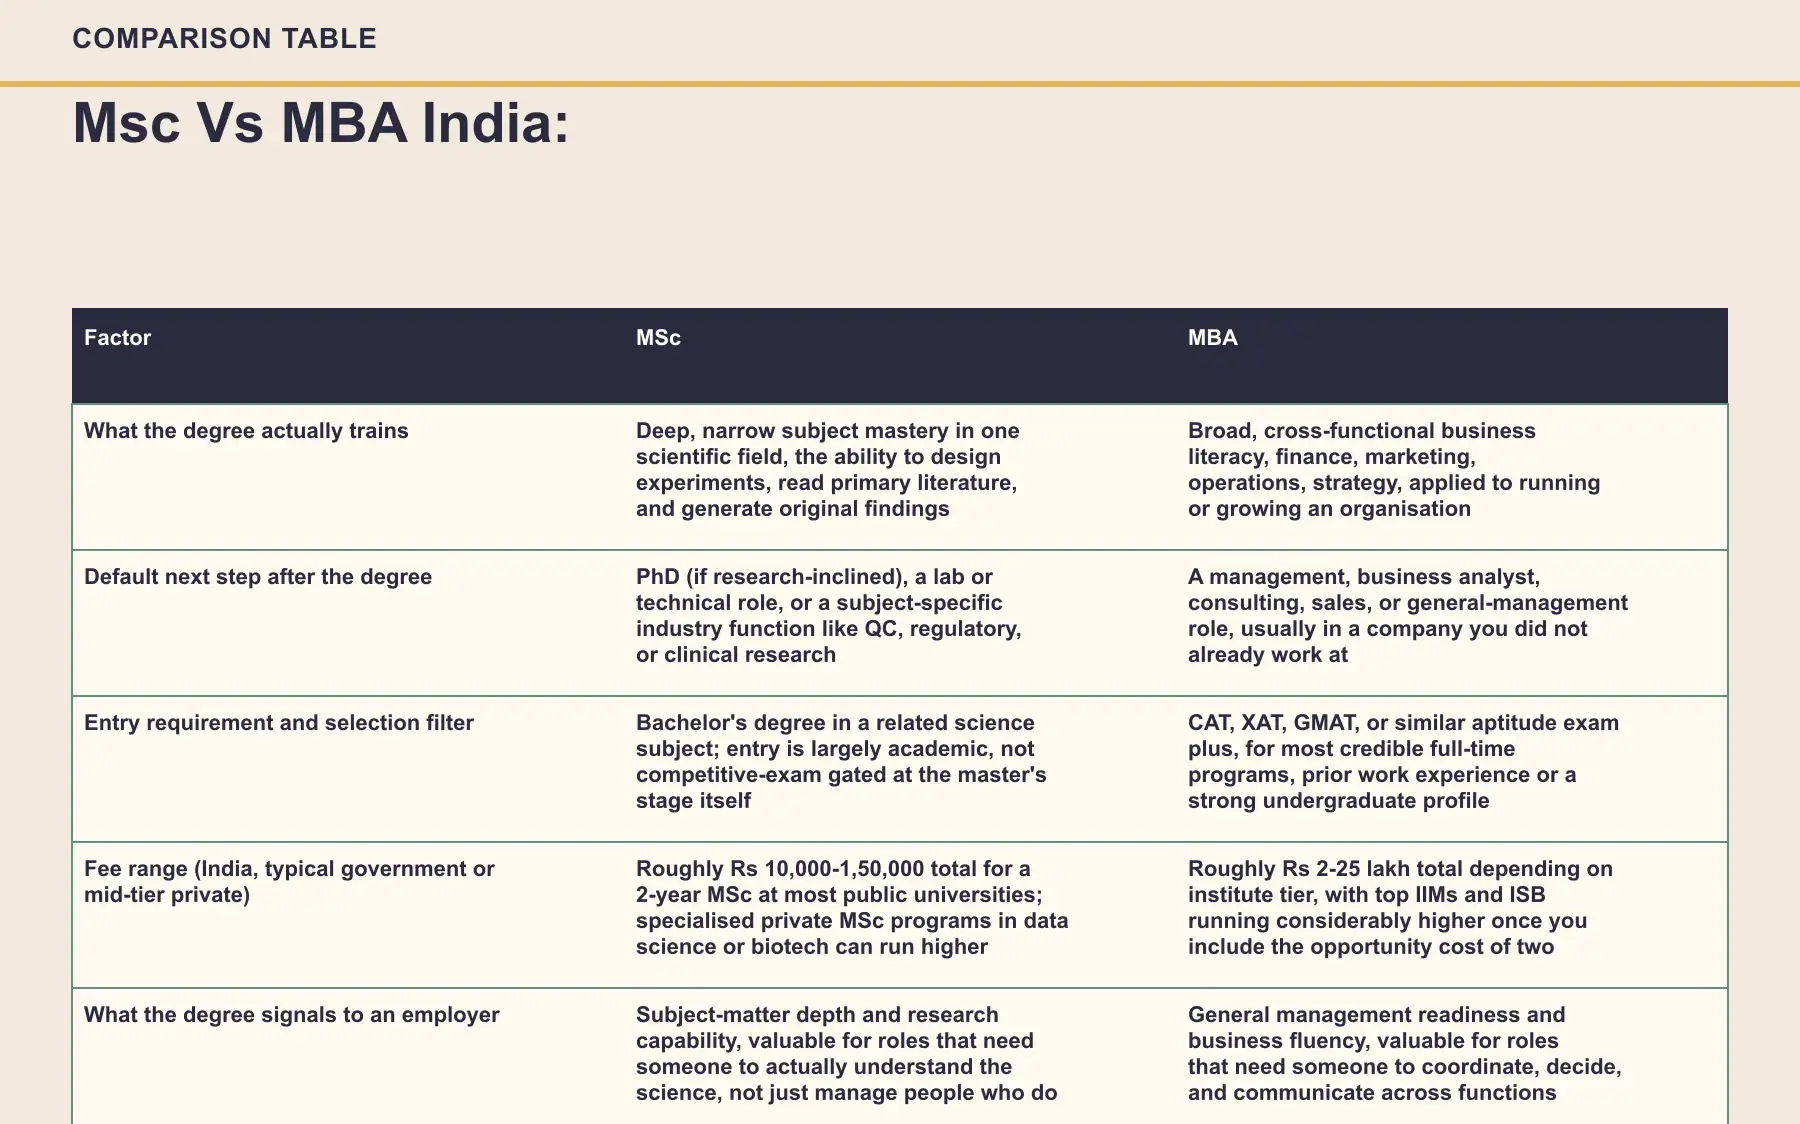 COMPARISON TABLE
Msc Vs MBA India:
Factor
MSc
MBA
What the degree actually trains
Deep, narrow subject mastery in one
scientific field, the ability to design
experiments, read primary literature,
and generate original findings
Broad, cross-functional business
literacy, finance, marketing,
operations, strategy, applied to running
or growing an organisation
Default next step after the degree
PhD (if research-inclined), a lab or
technical role, or a subject-specific
industry function like QC, regulatory,
or clinical research
A management, business analyst,
consulting, sales, or general-management
role, usually in a company you did not
already work at
Entry requirement and selection filter
Bachelor's degree in a related science
subject; entry is largely academic, not
competitive-exam gated at the master's
stage itself
CAT, XAT, GMAT, or similar aptitude exam
plus, for most credible full-time
programs, prior work experience or a
strong undergraduate profile
Fee range (India, typical government or
mid-tier private)
Roughly Rs 10,000-1,50,000 total for a
2-year MSc at most public universities;
specialised private MSc programs in data
science or biotech can run higher
Roughly Rs 2-25 lakh total depending on
institute tier, with top IIMs and ISB
running considerably higher once you
include the opportunity cost of two
What the degree signals to an employer
Subject-matter depth and research
capability, valuable for roles that need
someone to actually understand the
science, not just manage people who do
General management readiness and
business fluency, valuable for roles
that need someone to coordinate, decide,
and communicate across functions